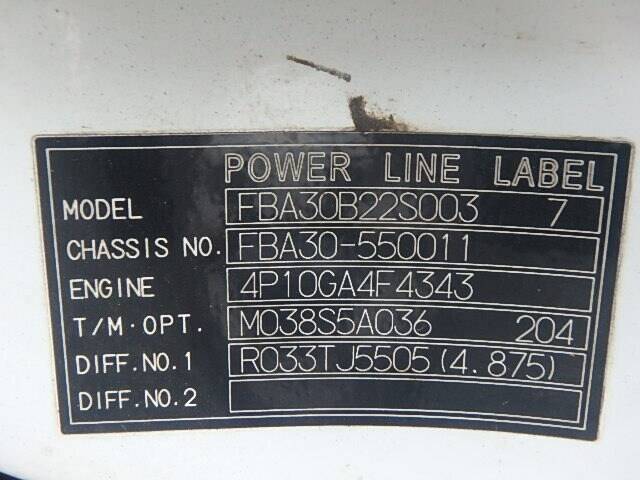 POWER LINE LABEL
MODEL FBA30B22S003 7
CHASSIS NO. FBA30-550011
ENGINE 4P10GA4F4343
T/M·OPT. M038S5A036 204
DIFF.NO.1 R033TJ5505(4.875)
DIFF.NO.2